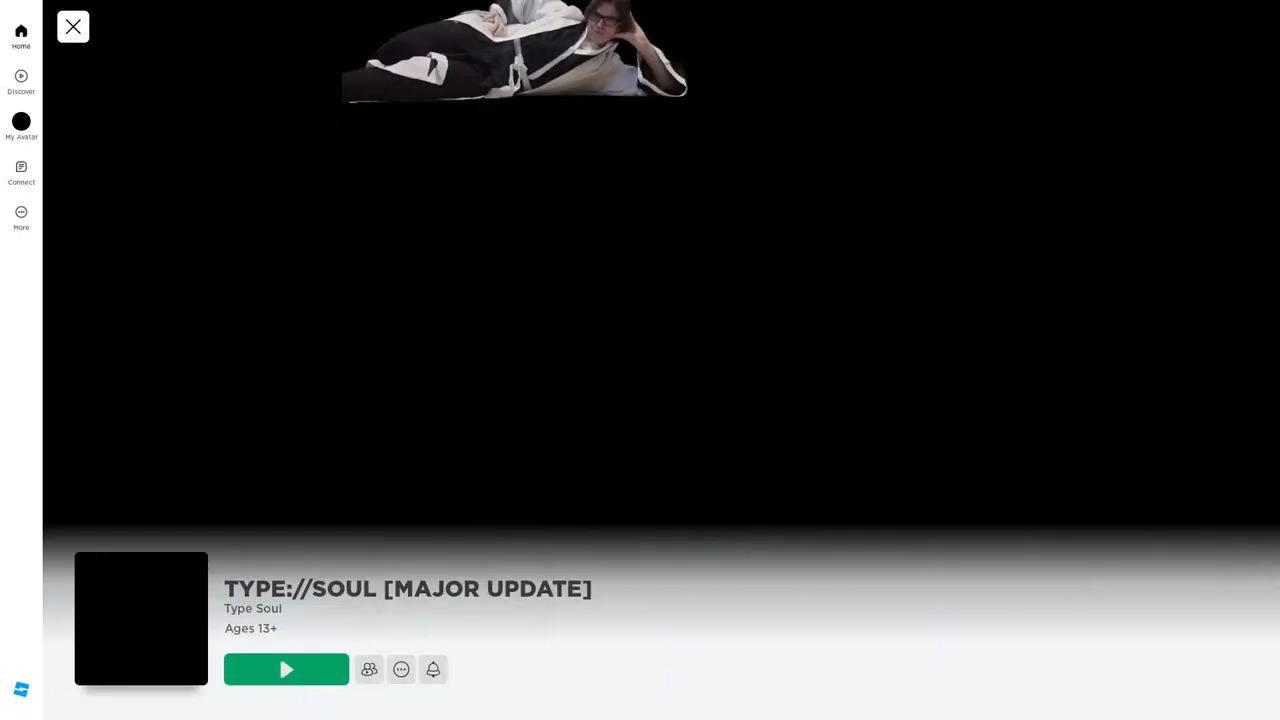 Home
Discover
My Avatar
Connect
More
TYPE://SOUL [MAJOR UPDATE]
Type Soul
Ages 13+